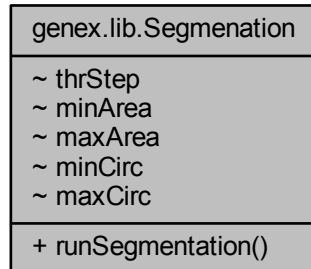 genex.lib.Segmenation
~ thrStep
~ minArea
~ maxArea
~ minCirc
~ maxCirc
+ runSegmentation()